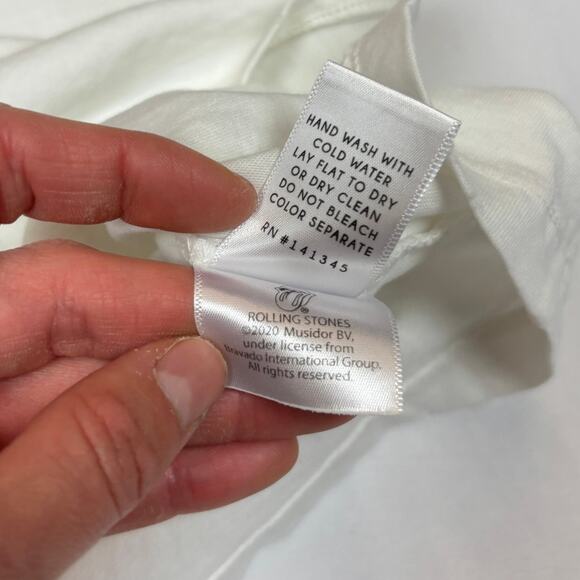 HAND WASH WITH
COLD WATER
LAY FLAT TO DRY
OR DRY CLEAN
DO NOT BLEACH
COLOR SEPARATE
RN #141345
®
ROLLING STONES
©2020 Musidor BV,
under license from
Bravado International Group.
All rights reserved.